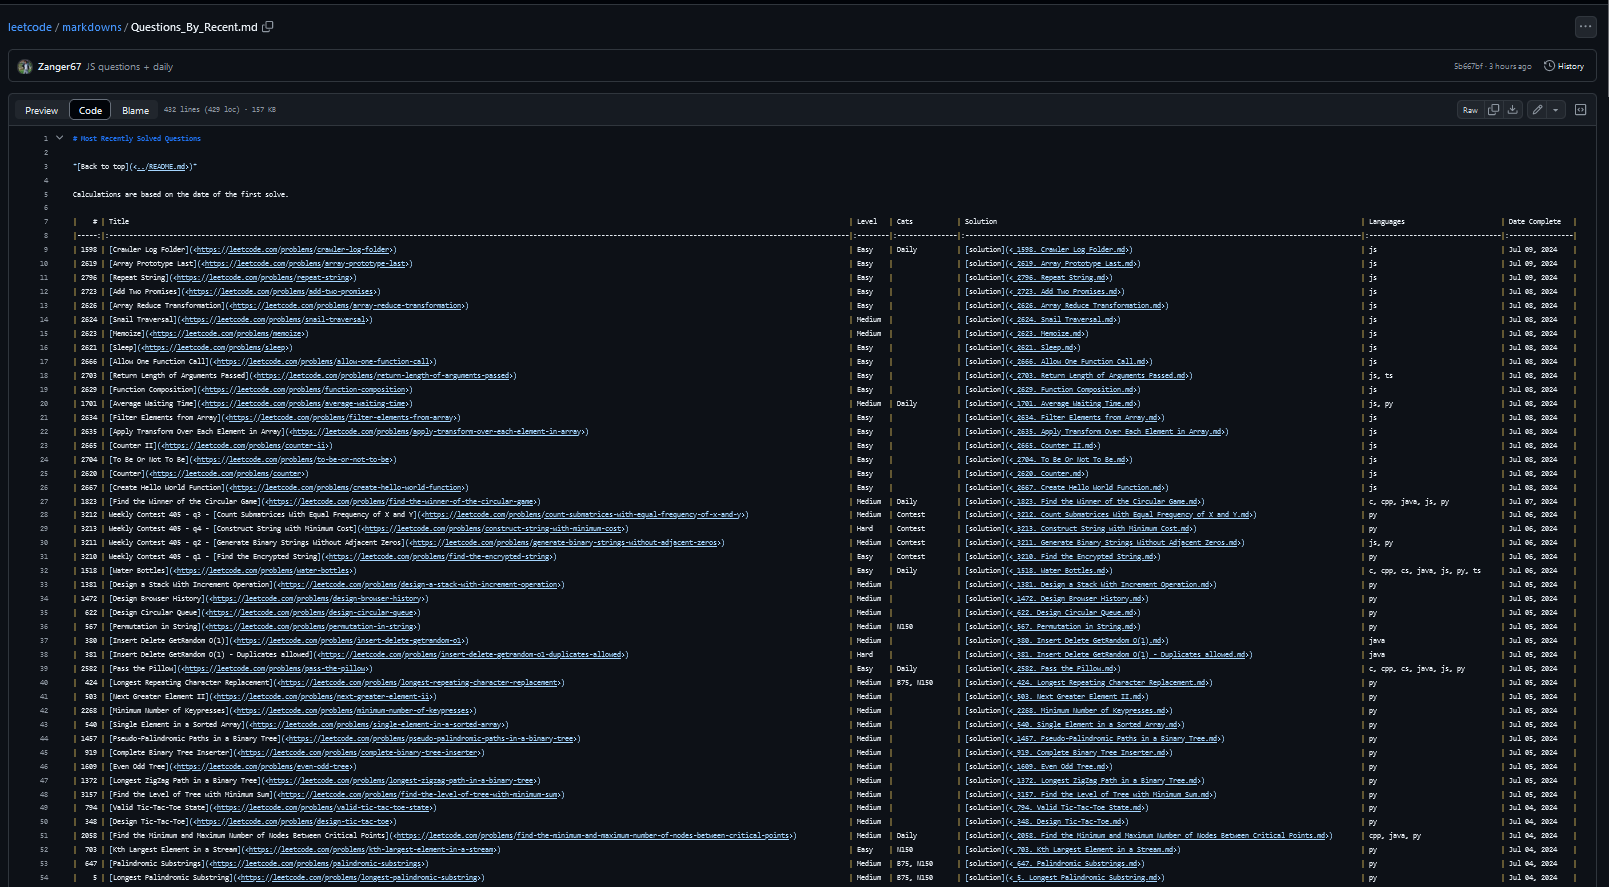 leetcode / markdowns / Questions_By_Recent.md
Zanger67 JS questions + daily 5b667bf · 3 hours ago History
Preview Code Blame 432 lines (429 loc) · 157 KB Raw
1 # Most Recently Solved Questions
2
3 "[Back to top](<../README.md>)"
4
5 Calculations are based on the date of the first solve.
6
7 | # | Title | Level | Cats | Solution | Languages | Date Complete |
8 |-----:|:-----|:-----|:-----|:-----|:-----|:-----|
9 | 1598 | [Crawler Log Folder](<https://leetcode.com/problems/crawler-log-folder>) | Easy | Daily | [solution](<_1598. Crawler Log Folder.md>) | js | Jul 09, 2024 |
10 | 2619 | [Array Prototype Last](<https://leetcode.com/problems/array-prototype-last>) | Easy | | [solution](<_2619. Array Prototype Last.md>) | js | Jul 09, 2024 |
11 | 2796 | [Repeat String](<https://leetcode.com/problems/repeat-string>) | Easy | | [solution](<_2796. Repeat String.md>) | js | Jul 09, 2024 |
12 | 2723 | [Add Two Promises](<https://leetcode.com/problems/add-two-promises>) | Easy | | [solution](<_2723. Add Two Promises.md>) | js | Jul 08, 2024 |
13 | 2626 | [Array Reduce Transformation](<https://leetcode.com/problems/array-reduce-transformation>) | Easy | | [solution](<_2626. Array Reduce Transformation.md>) | js | Jul 08, 2024 |
14 | 2624 | [Snail Traversal](<https://leetcode.com/problems/snail-traversal>) | Medium | | [solution](<_2624. Snail Traversal.md>) | js | Jul 08, 2024 |
15 | 2623 | [Memoize](<https://leetcode.com/problems/memoize>) | Medium | | [solution](<_2623. Memoize.md>) | js | Jul 08, 2024 |
16 | 2621 | [Sleep](<https://leetcode.com/problems/sleep>) | Easy | | [solution](<_2621. Sleep.md>) | js | Jul 08, 2024 |
17 | 2666 | [Allow One Function Call](<https://leetcode.com/problems/allow-one-function-call>) | Easy | | [solution](<_2666. Allow One Function Call.md>) | js | Jul 08, 2024 |
18 | 2703 | [Return Length of Arguments Passed](<https://leetcode.com/problems/return-length-of-arguments-passed>) | Easy | | [solution](<_2703. Return Length of Arguments Passed.md>) | js, ts | Jul 08, 2024 |
19 | 2629 | [Function Composition](<https://leetcode.com/problems/function-composition>) | Easy | | [solution](<_2629. Function Composition.md>) | js | Jul 08, 2024 |
20 | 1701 | [Average Waiting Time](<https://leetcode.com/problems/average-waiting-time>) | Medium | Daily | [solution](<_1701. Average Waiting Time.md>) | js, py | Jul 08, 2024 |
21 | 2634 | [Filter Elements from Array](<https://leetcode.com/problems/filter-elements-from-array>) | Easy | | [solution](<_2634. Filter Elements from Array.md>) | js | Jul 08, 2024 |
22 | 2635 | [Apply Transform Over Each Element in Array](<https://leetcode.com/problems/apply-transform-over-each-element-in-array>) | Easy | | [solution](<_2635. Apply Transform Over Each Element in Array.md>) | js | Jul 08, 2024 |
23 | 2665 | [Counter II](<https://leetcode.com/problems/counter-ii>) | Easy | | [solution](<_2665. Counter II.md>) | js | Jul 08, 2024 |
24 | 2704 | [To Be Or Not To Be](<https://leetcode.com/problems/to-be-or-not-to-be>) | Easy | | [solution](<_2704. To Be Or Not To Be.md>) | js | Jul 08, 2024 |
25 | 2620 | [Counter](<https://leetcode.com/problems/counter>) | Easy | | [solution](<_2620. Counter.md>) | js | Jul 08, 2024 |
26 | 2667 | [Create Hello World Function](<https://leetcode.com/problems/create-hello-world-function>) | Easy | | [solution](<_2667. Create Hello World Function.md>) | js | Jul 08, 2024 |
27 | 1823 | [Find the Winner of the Circular Game](<https://leetcode.com/problems/find-the-winner-of-the-circular-game>) | Medium | Daily | [solution](<_1823. Find the Winner of the Circular Game.md>) | c, cpp, java, js, py | Jul 07, 2024 |
28 | 3212 | Weekly Contest 405 - q3 - [Count Submatrices With Equal Frequency of X and Y](<https://leetcode.com/problems/count-submatrices-with-equal-frequency-of-x-and-y>) | Medium | Contest | [solution](<_3212. Count Submatrices With Equal Frequency of X and Y.md>) | py | Jul 06, 2024 |
29 | 3213 | Weekly Contest 405 - q4 - [Construct String with Minimum Cost](<https://leetcode.com/problems/construct-string-with-minimum-cost>) | Hard | Contest | [solution](<_3213. Construct String with Minimum Cost.md>) | py | Jul 06, 2024 |
30 | 3211 | Weekly Contest 405 - q2 - [Generate Binary Strings Without Adjacent Zeros](<https://leetcode.com/problems/generate-binary-strings-without-adjacent-zeros>) | Medium | Contest | [solution](<_3211. Generate Binary Strings Without Adjacent Zeros.md>) | js, py | Jul 06, 2024 |
31 | 3210 | Weekly Contest 405 - q1 - [Find the Encrypted String](<https://leetcode.com/problems/find-the-encrypted-string>) | Easy | Contest | [solution](<_3210. Find the Encrypted String.md>) | py | Jul 06, 2024 |
32 | 1518 | [Water Bottles](<https://leetcode.com/problems/water-bottles>) | Easy | Daily | [solution](<_1518. Water Bottles.md>) | c, cpp, cs, java, js, py, ts | Jul 06, 2024 |
33 | 1381 | [Design a Stack With Increment Operation](<https://leetcode.com/problems/design-a-stack-with-increment-operation>) | Medium | | [solution](<_1381. Design a Stack With Increment Operation.md>) | py | Jul 05, 2024 |
34 | 1472 | [Design Browser History](<https://leetcode.com/problems/design-browser-history>) | Medium | | [solution](<_1472. Design Browser History.md>) | py | Jul 05, 2024 |
35 | 622 | [Design Circular Queue](<https://leetcode.com/problems/design-circular-queue>) | Medium | | [solution](<_622. Design Circular Queue.md>) | py | Jul 05, 2024 |
36 | 567 | [Permutation in String](<https://leetcode.com/problems/permutation-in-string>) | Medium | N150 | [solution](<_567. Permutation in String.md>) | py | Jul 05, 2024 |
37 | 380 | [Insert Delete GetRandom O(1)](<https://leetcode.com/problems/insert-delete-getrandom-o1>) | Medium | | [solution](<_380. Insert Delete GetRandom O(1).md>) | java | Jul 05, 2024 |
38 | 381 | [Insert Delete GetRandom O(1) - Duplicates allowed](<https://leetcode.com/problems/insert-delete-getrandom-o1-duplicates-allowed>) | Hard | | [solution](<_381. Insert Delete GetRandom O(1) - Duplicates allowed.md>) | java | Jul 05, 2024 |
39 | 2582 | [Pass the Pillow](<https://leetcode.com/problems/pass-the-pillow>) | Easy | Daily | [solution](<_2582. Pass the Pillow.md>) | c, cpp, cs, java, js, py | Jul 05, 2024 |
40 | 424 | [Longest Repeating Character Replacement](<https://leetcode.com/problems/longest-repeating-character-replacement>) | Medium | B75, N150 | [solution](<_424. Longest Repeating Character Replacement.md>) | py | Jul 05, 2024 |
41 | 503 | [Next Greater Element II](<https://leetcode.com/problems/next-greater-element-ii>) | Medium | | [solution](<_503. Next Greater Element II.md>) | py | Jul 05, 2024 |
42 | 2268 | [Minimum Number of Keypresses](<https://leetcode.com/problems/minimum-number-of-keypresses>) | Medium | | [solution](<_2268. Minimum Number of Keypresses.md>) | py | Jul 05, 2024 |
43 | 540 | [Single Element in a Sorted Array](<https://leetcode.com/problems/single-element-in-a-sorted-array>) | Medium | | [solution](<_540. Single Element in a Sorted Array.md>) | py | Jul 05, 2024 |
44 | 1457 | [Pseudo-Palindromic Paths in a Binary Tree](<https://leetcode.com/problems/pseudo-palindromic-paths-in-a-binary-tree>) | Medium | | [solution](<_1457. Pseudo-Palindromic Paths in a Binary Tree.md>) | py | Jul 05, 2024 |
45 | 919 | [Complete Binary Tree Inserter](<https://leetcode.com/problems/complete-binary-tree-inserter>) | Medium | | [solution](<_919. Complete Binary Tree Inserter.md>) | py | Jul 05, 2024 |
46 | 1609 | [Even Odd Tree](<https://leetcode.com/problems/even-odd-tree>) | Medium | | [solution](<_1609. Even Odd Tree.md>) | py | Jul 05, 2024 |
47 | 1372 | [Longest ZigZag Path in a Binary Tree](<https://leetcode.com/problems/longest-zigzag-path-in-a-binary-tree>) | Medium | | [solution](<_1372. Longest ZigZag Path in a Binary Tree.md>) | py | Jul 05, 2024 |
48 | 3157 | [Find the Level of Tree with Minimum Sum](<https://leetcode.com/problems/find-the-level-of-tree-with-minimum-sum>) | Medium | | [solution](<_3157. Find the Level of Tree with Minimum Sum.md>) | py | Jul 05, 2024 |
49 | 794 | [Valid Tic-Tac-Toe State](<https://leetcode.com/problems/valid-tic-tac-toe-state>) | Medium | | [solution](<_794. Valid Tic-Tac-Toe State.md>) | py | Jul 04, 2024 |
50 | 348 | [Design Tic-Tac-Toe](<https://leetcode.com/problems/design-tic-tac-toe>) | Medium | | [solution](<_348. Design Tic-Tac-Toe.md>) | py | Jul 04, 2024 |
51 | 2058 | [Find the Minimum and Maximum Number of Nodes Between Critical Points](<https://leetcode.com/problems/find-the-minimum-and-maximum-number-of-nodes-between-critical-points>) | Medium | Daily | [solution](<_2058. Find the Minimum and Maximum Number of Nodes Between Critical Points.md>) | cpp, java, py | Jul 04, 2024 |
52 | 703 | [Kth Largest Element in a Stream](<https://leetcode.com/problems/kth-largest-element-in-a-stream>) | Easy | N150 | [solution](<_703. Kth Largest Element in a Stream.md>) | py | Jul 04, 2024 |
53 | 647 | [Palindromic Substrings](<https://leetcode.com/problems/palindromic-substrings>) | Medium | B75, N150 | [solution](<_647. Palindromic Substrings.md>) | py | Jul 04, 2024 |
54 | 5 | [Longest Palindromic Substring](<https://leetcode.com/problems/longest-palindromic-substring>) | Medium | B75, N150 | [solution](<_5. Longest Palindromic Substring.md>) | py | Jul 04, 2024 |